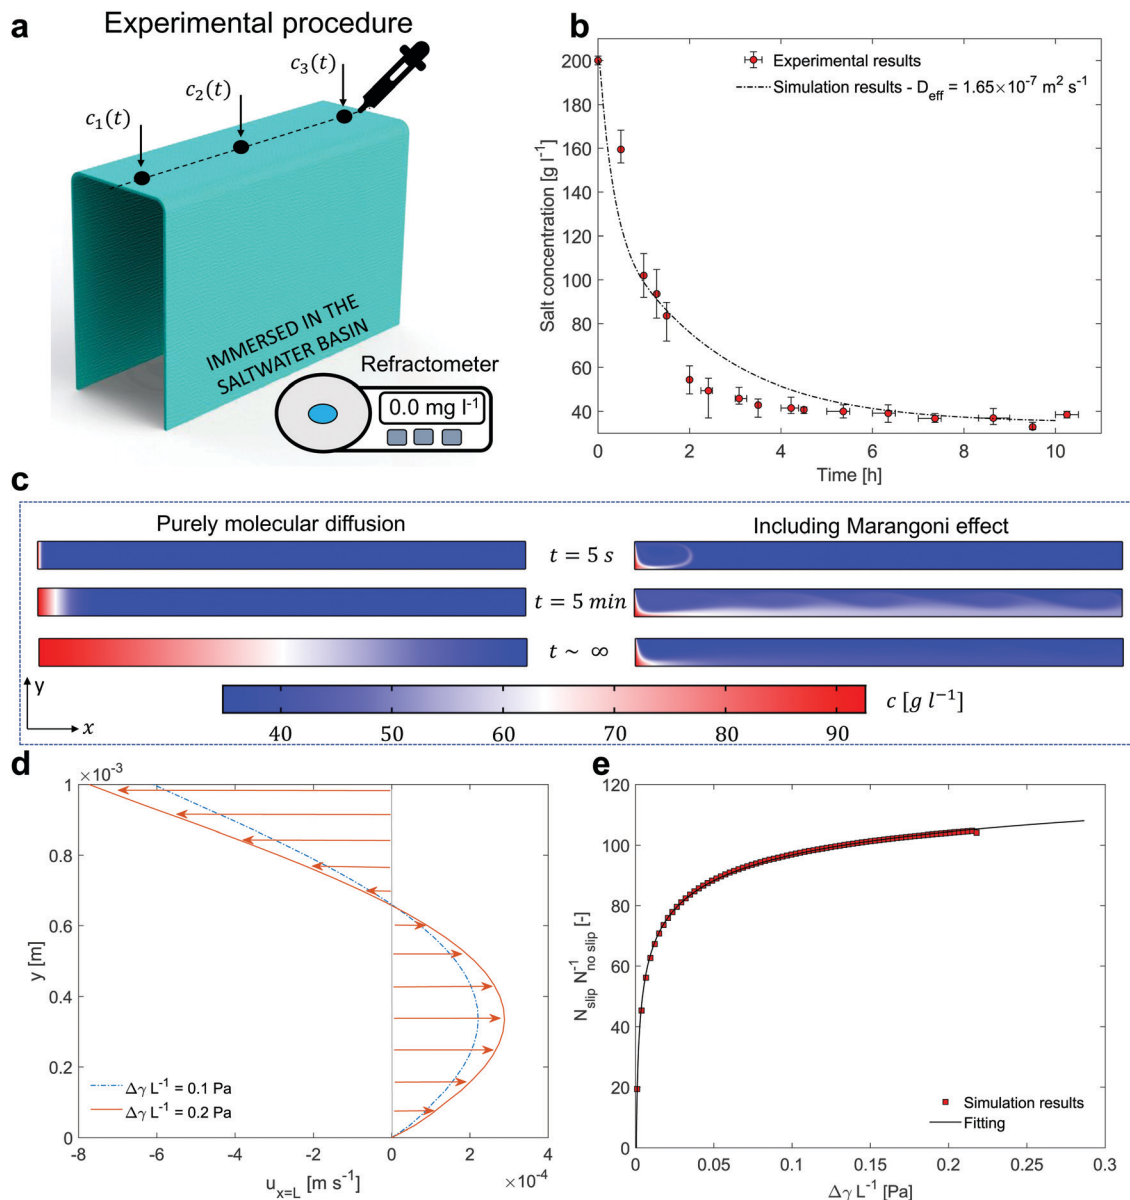 a
Experimental procedure
c₁(t)
c₂(t)
c₃(t)
IMMERSED IN THE
SALTWATER BASIN
Refractometer
0.0 mg l⁻¹
b
Experimental results
Simulation results - D_eff = 1.65×10⁻⁷ m² s⁻¹
Salt concentration [g l⁻¹]
200
180
160
140
120
100
80
60
40
0
2
4
6
8
10
Time [h]
c
Purely molecular diffusion
Including Marangoni effect
t = 5 s
t = 5 min
t ~ ∞
y
x
40
50
60
70
80
90
c [g l⁻¹]
d
×10⁻³
y [m]
1
0.8
0.6
0.4
0.2
0
Δγ L⁻¹ = 0.1 Pa
Δγ L⁻¹ = 0.2 Pa
-8
-6
-4
-2
0
2
4
×10⁻⁴
u_x=L [m s⁻¹]
e
N_slip N⁻¹_no slip [-]
120
100
80
60
40
20
0
Simulation results
Fitting
0
0.05
0.1
0.15
0.2
0.25
0.3
Δγ L⁻¹ [Pa]